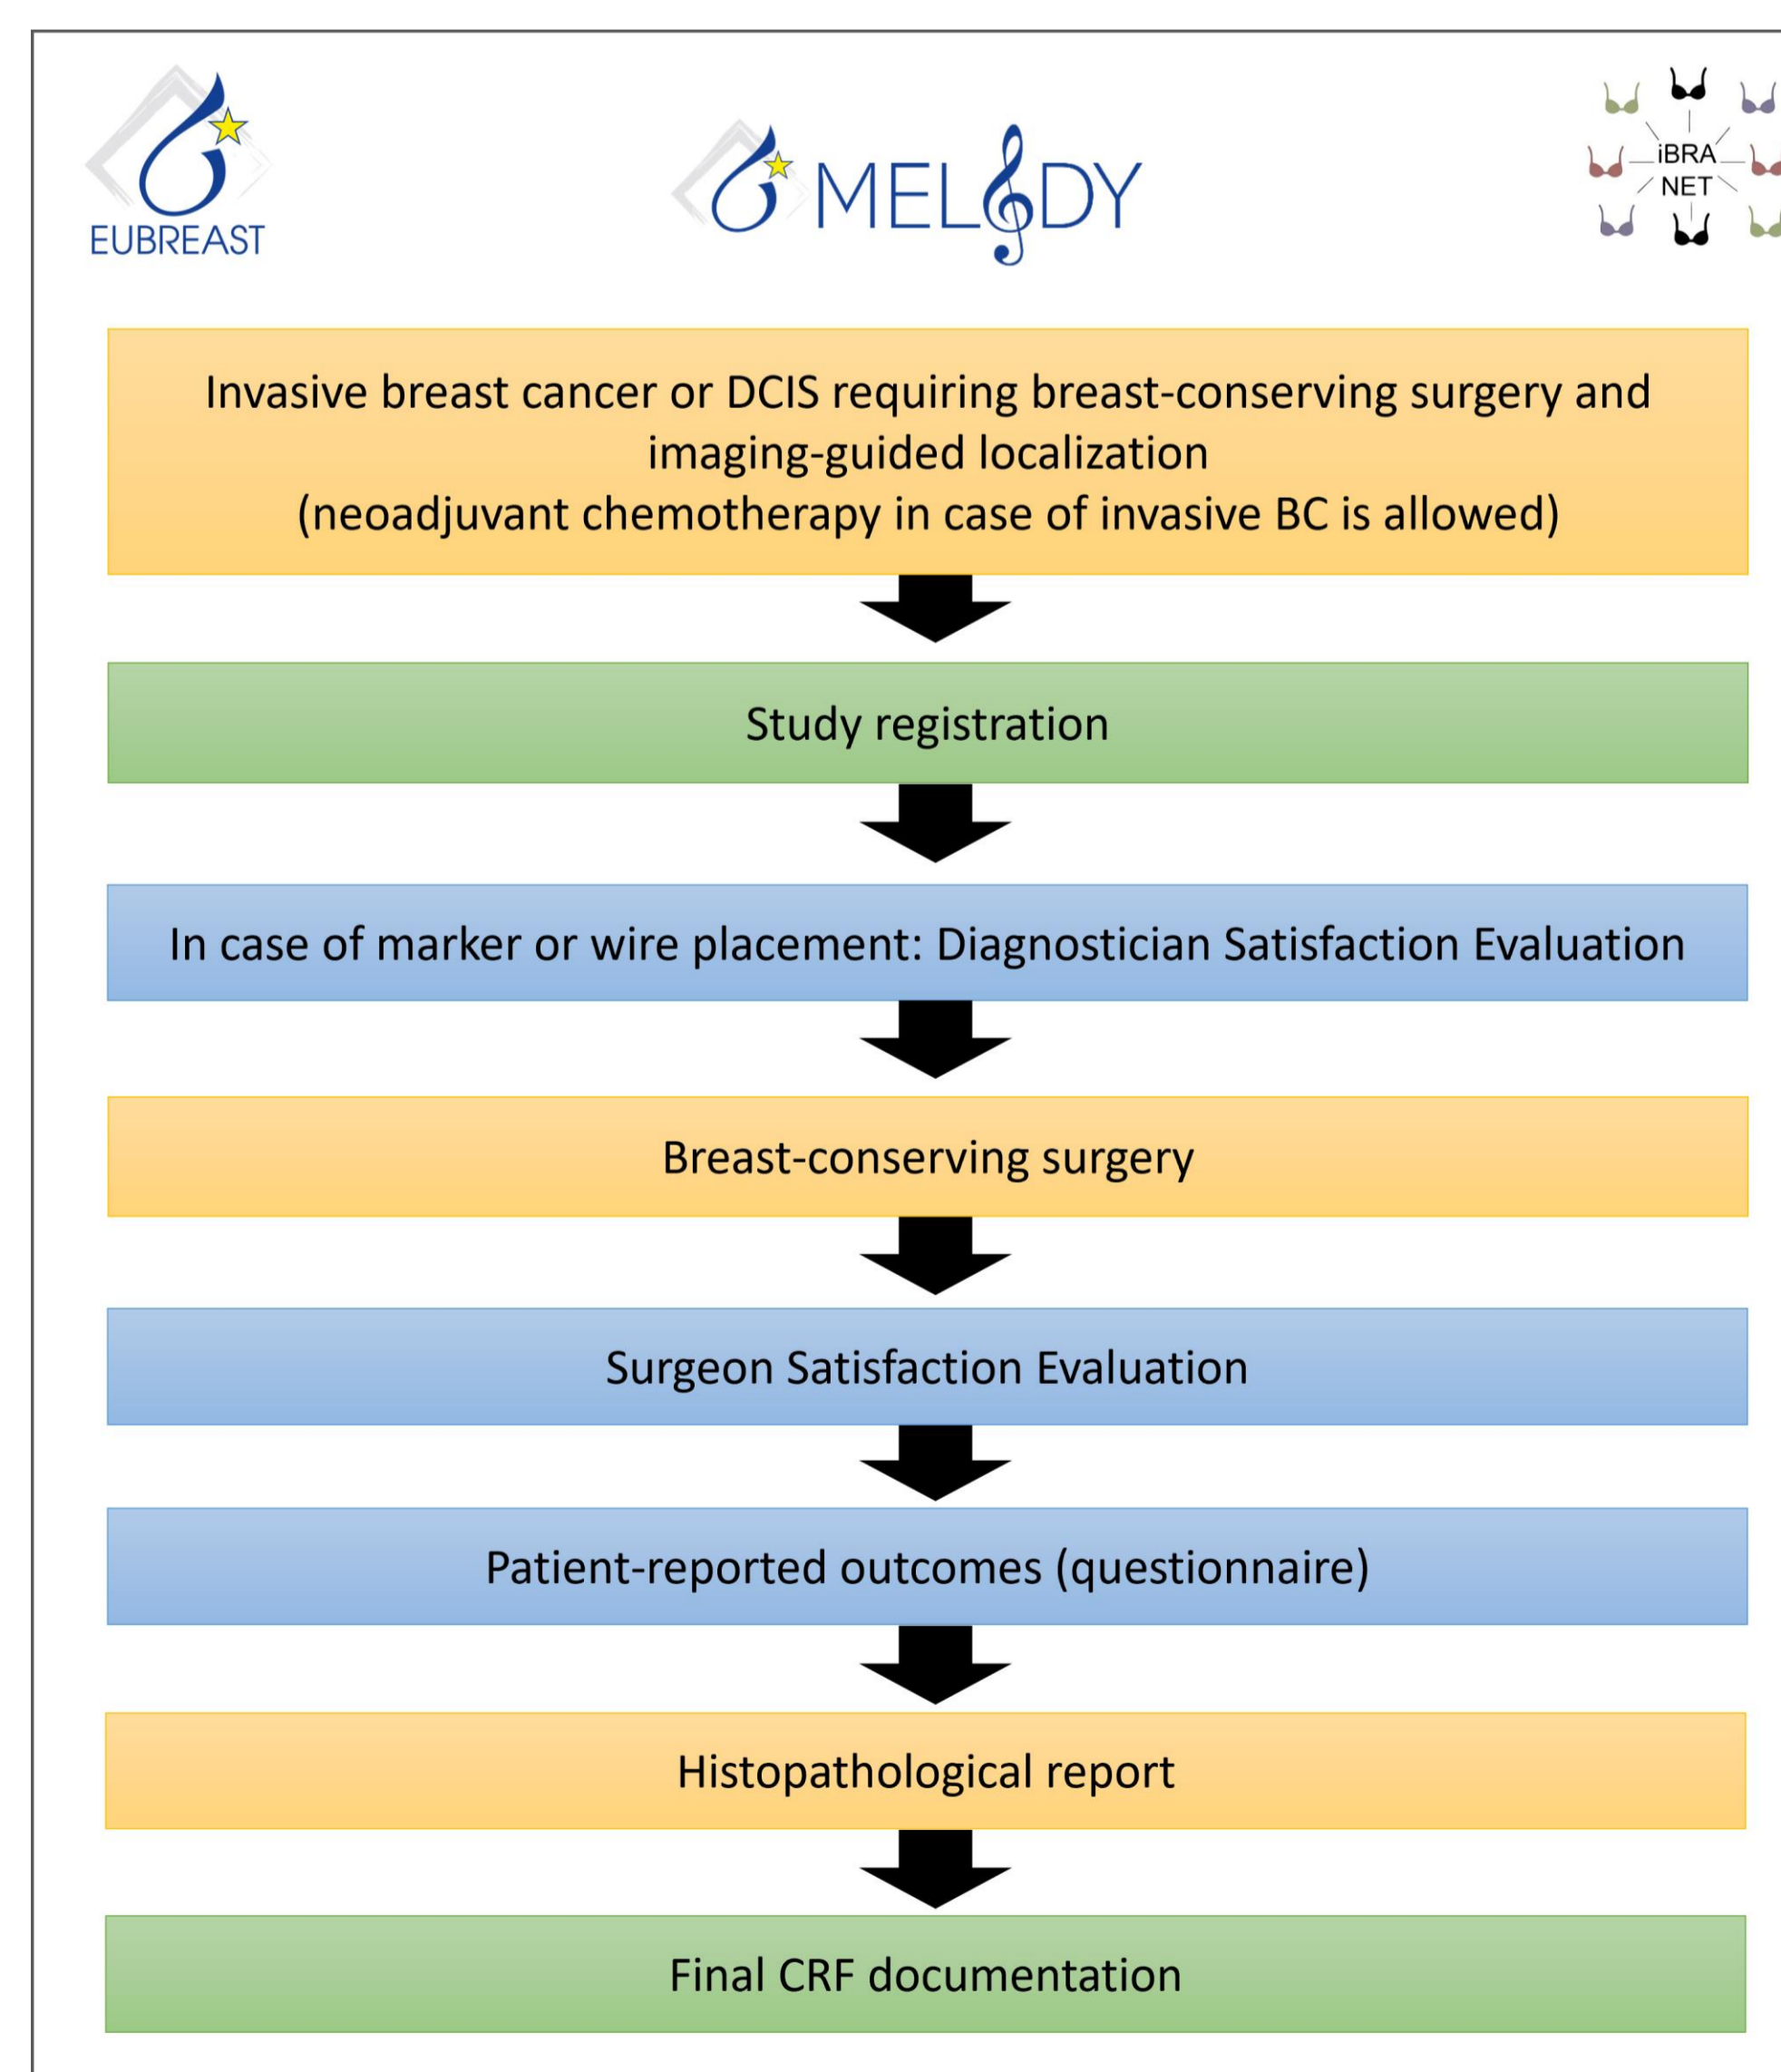 EUBREAST
MELODY
iBRA
NET
Invasive breast cancer or DCIS requiring breast-conserving surgery and
imaging-guided localization
(neoadjuvant chemotherapy in case of invasive BC is allowed)
Study registration
In case of marker or wire placement: Diagnostician Satisfaction Evaluation
Breast-conserving surgery
Surgeon Satisfaction Evaluation
Patient-reported outcomes (questionnaire)
Histopathological report
Final CRF documentation